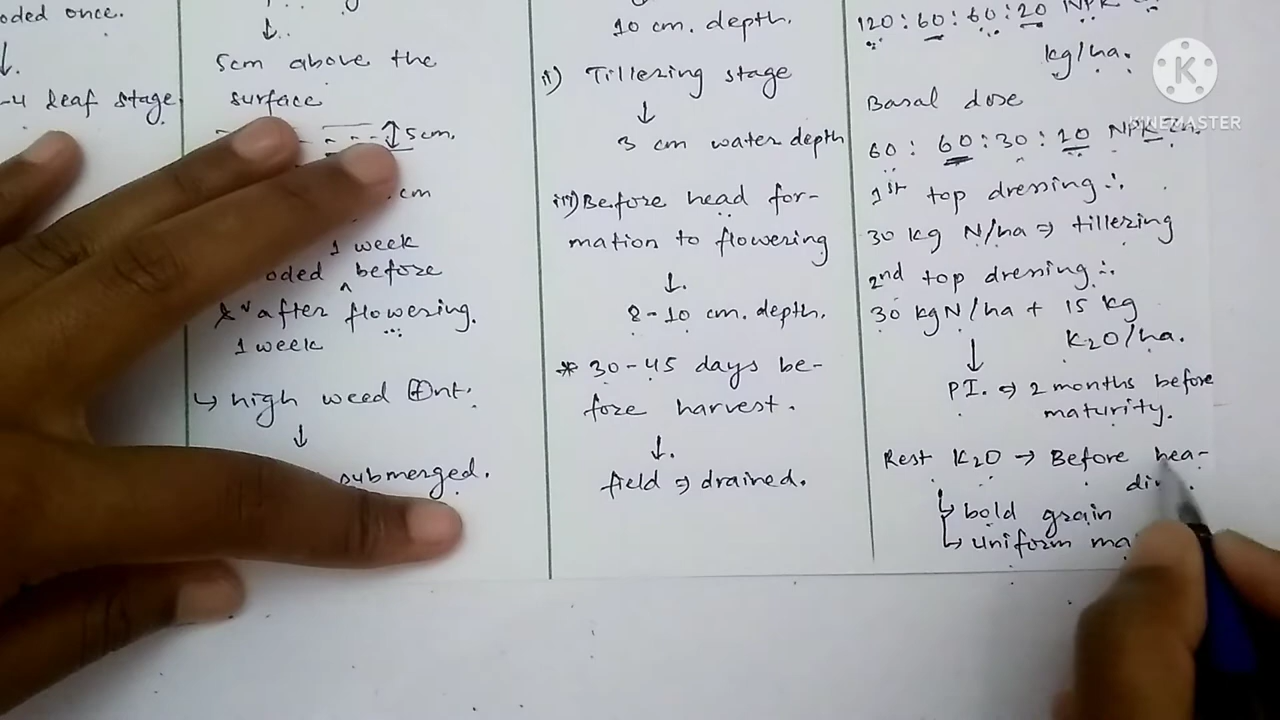 oded once.
↓
-4 leaf stage
↓
5cm above the
surface
5cm.
cm
1 week
oded ^ before
& after flowering.
1 week
↳ high weed
↓
submerged.
10 cm. depth.
ii) Tillering stage
↓
3 cm water depth
iii) Before head for-
mation to flowering
↓
8-10 cm. depth.
* 30-45 days be-
fore harvest.
↓
field ⇒ drained.
120 : 60 : 60 : 20 NPK
kg/ha.
Basal dose
60 : 60 : 30 : 20 NPK Zn.
1st top dressing ∴
30 kg N/ha ⇒ tillering
2nd top dressing ∴
30 kg N/ha + 15 kg
K2O/ha.
↓
PI. ⇒ 2 months before
maturity.
Rest K2O → Before hea-
↳ bold grain
↳ uniform
KINEMASTER